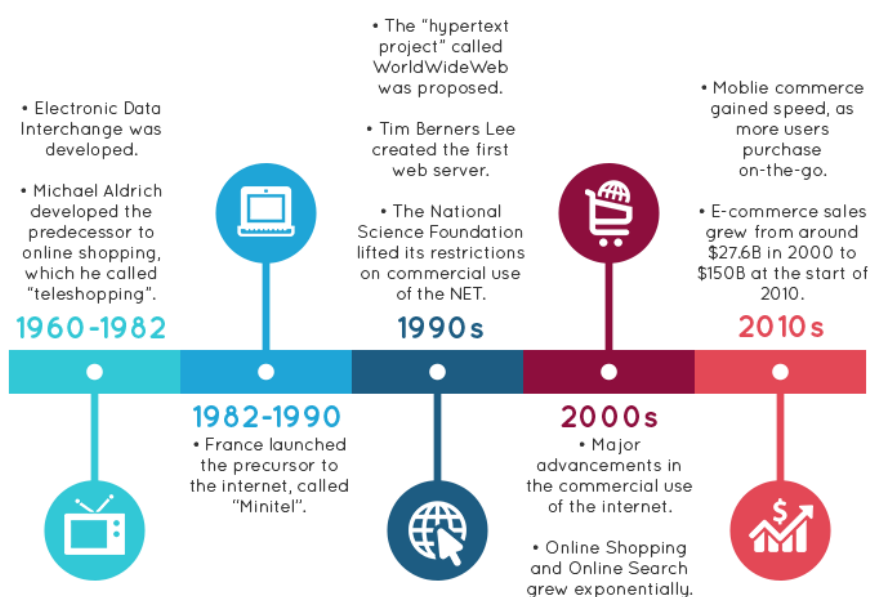 • Electronic Data
Interchange was
developed.
• Michael Aldrich
developed the
predecessor to
online shopping,
which he called
"teleshopping".
1960-1982
1982-1990
• France launched
the precursor to
the internet, called
"Minitel".
• The "hypertext
project" called
WorldWideWeb
was proposed.
• Tim Berners Lee
created the first
web server.
• The National
Science Foundation
lifted its restrictions
on commercial use
of the NET.
1990s
2000s
• Major
advancements in
the commercial use
of the internet.
• Online Shopping
and Online Search
grew exponentially.
• Moblie commerce
gained speed, as
more users
purchase
on-the-go.
• E-commerce sales
grew from around
$27.6B in 2000 to
$150B at the start of
2010.
2010s
$